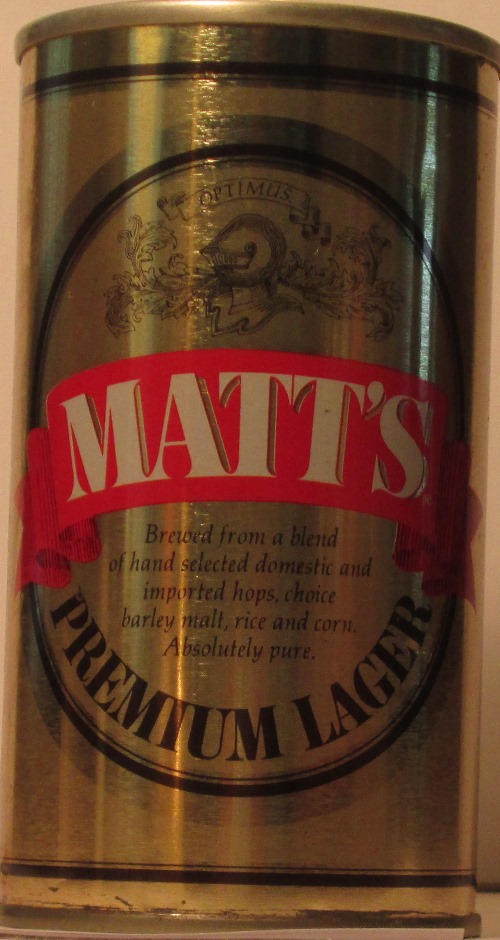 OPTIMUS
MATT'S
Brewed from a blend
of hand selected domestic and
imported hops, choice
barley malt, rice and corn.
Absolutely pure.
PREMIUM LAGER